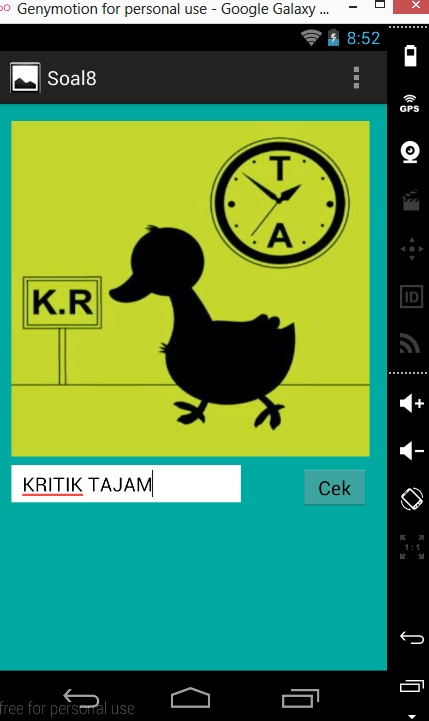 Genymotion for personal use - Google Galaxy ...
8:52
Soal8
GPS
T
A
K.R
ID
KRITIK TAJAM
Cek
1:1
free for personal use